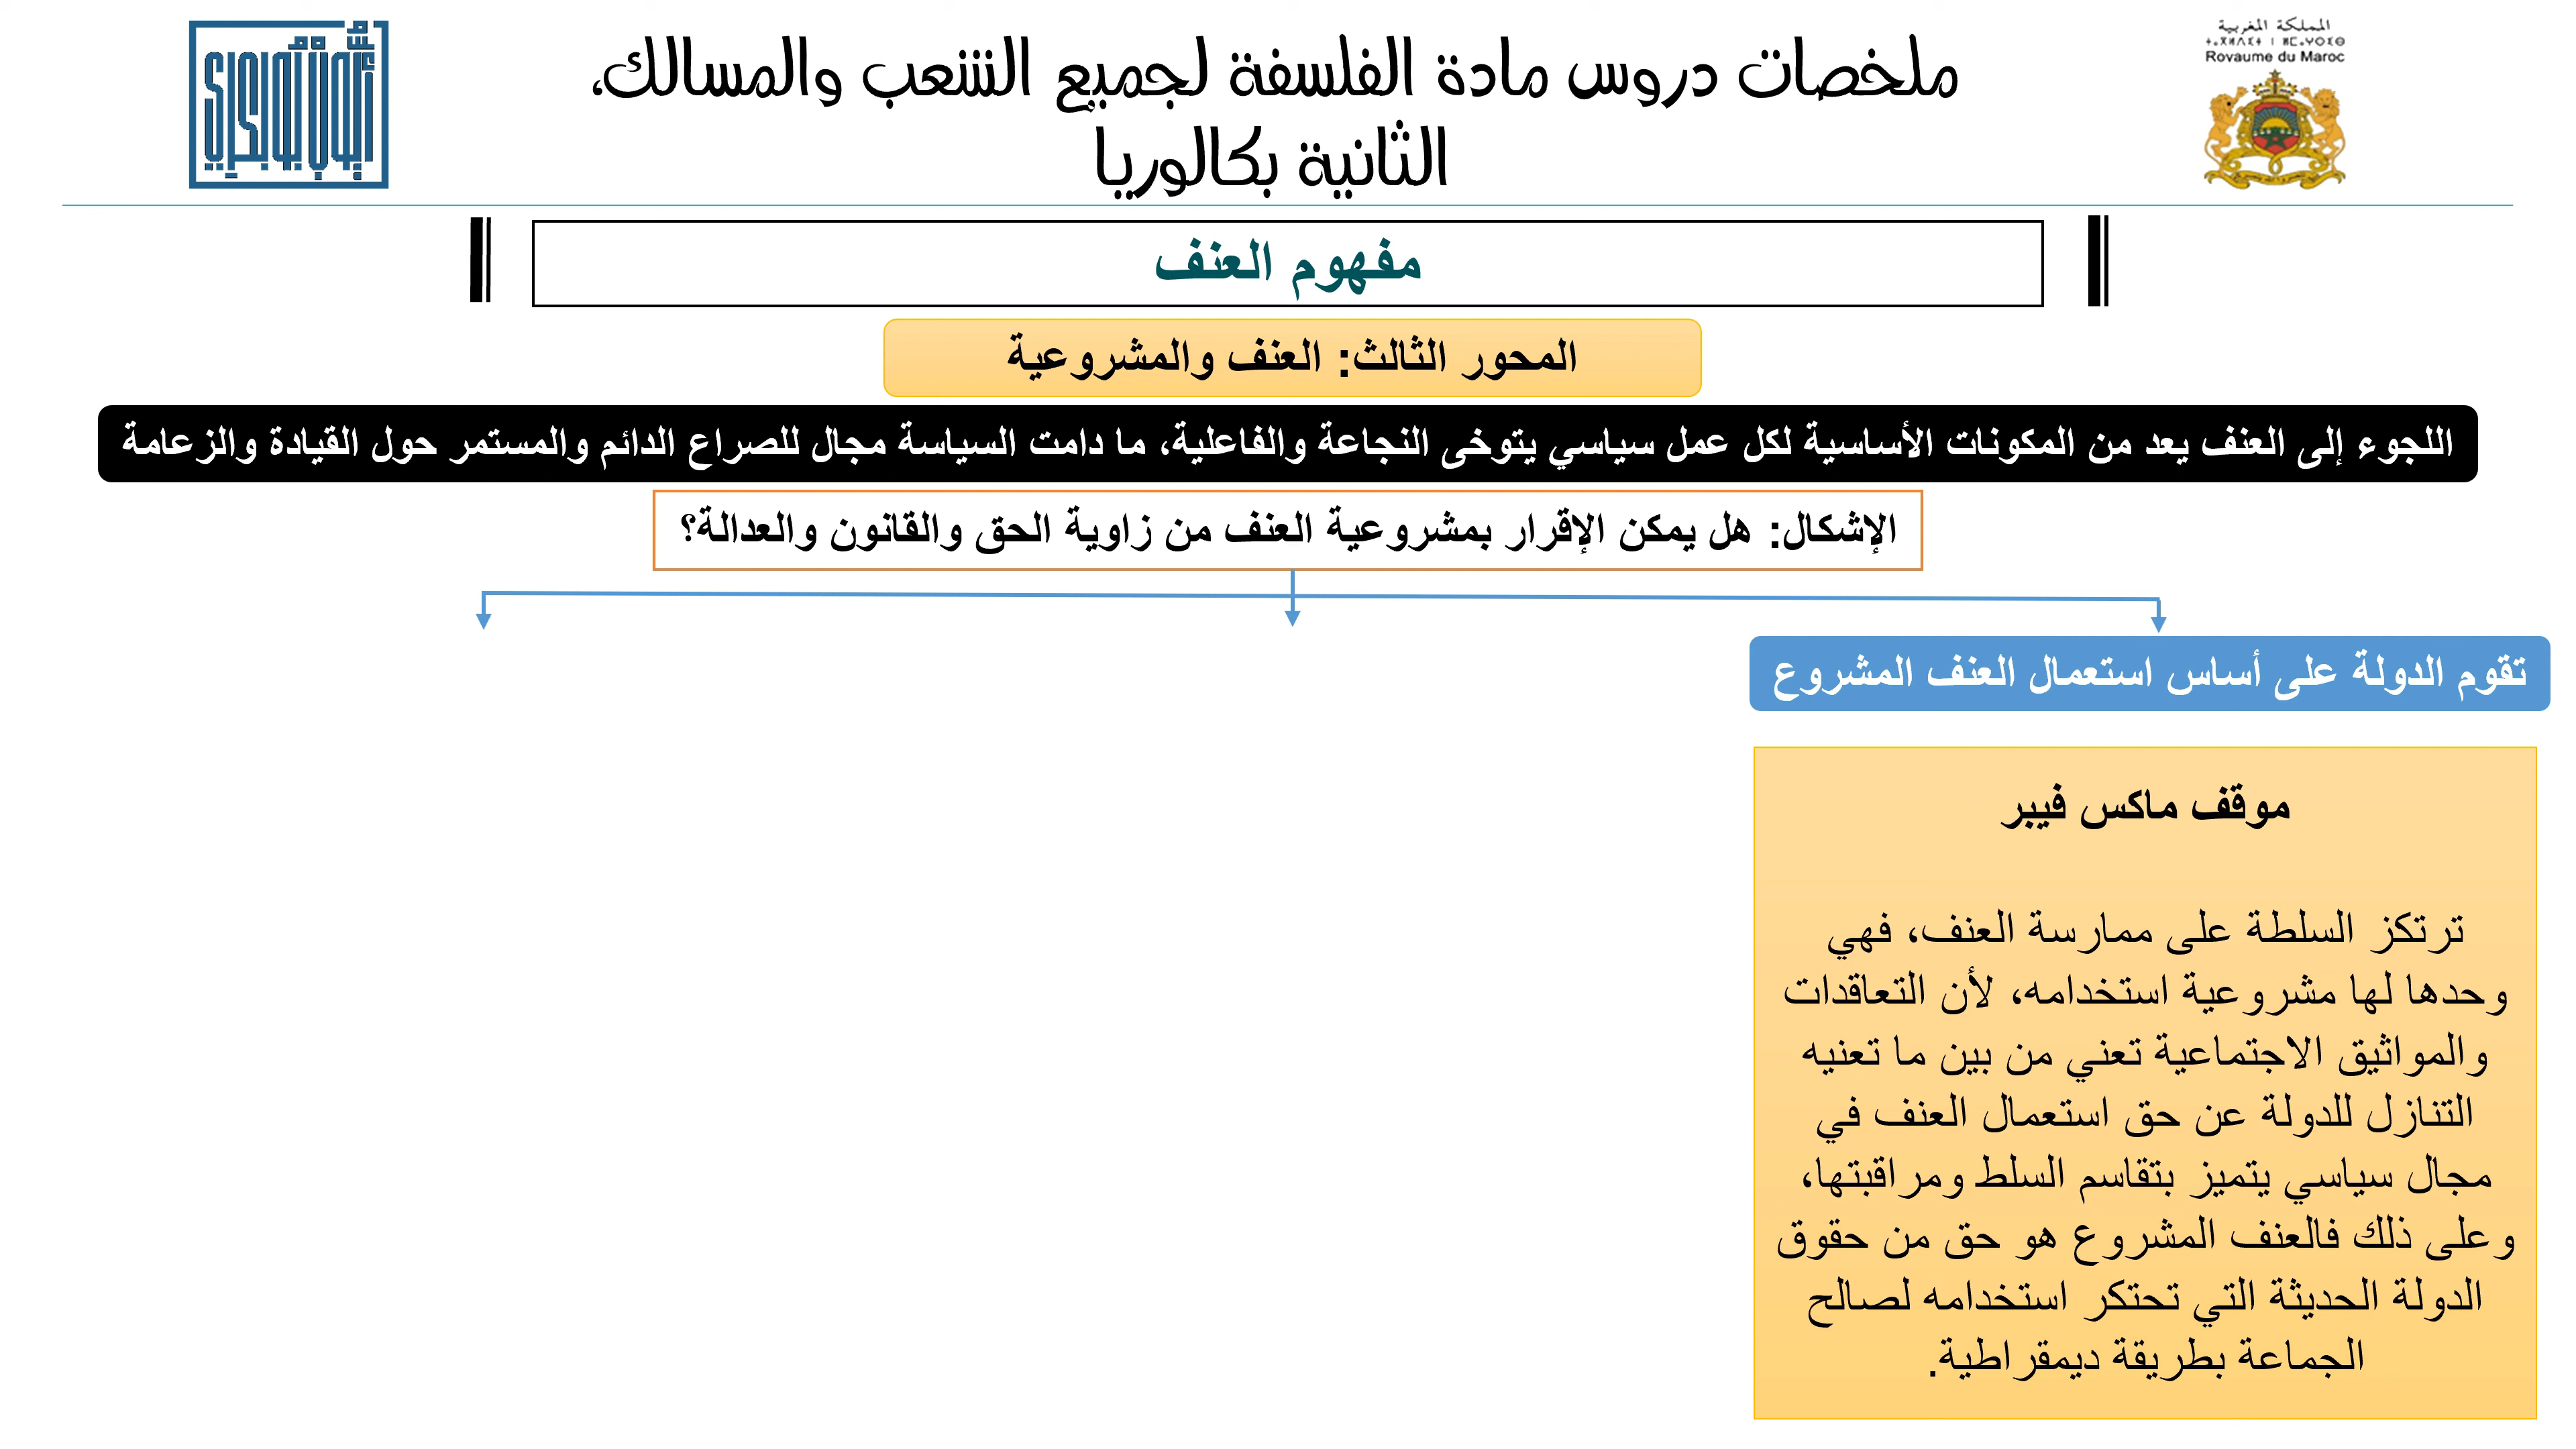 المملكة المغربية
ⵜⴰⴳⵍⴷⵉⵜ ⵏ ⵍⵎⵖⵔⵉⴱ
Royaume du Maroc
ملخصات دروس مادة الفلسفة لجميع الشعب والمسالك،
الثانية بكالوريا
مفهوم العنف
المحور الثالث: العنف والمشروعية
اللجوء إلى العنف يعد من المكونات الأساسية لكل عمل سياسي يتوخى النجاعة والفاعلية، ما دامت السياسة مجال للصراع الدائم والمستمر حول القيادة والزعامة
الإشكال: هل يمكن الإقرار بمشروعية العنف من زاوية الحق والقانون والعدالة؟
تقوم الدولة على أساس استعمال العنف المشروع
موقف ماكس فيبر
ترتكز السلطة على ممارسة العنف، فهي
وحدها لها مشروعية استخدامه، لأن التعاقدات
والمواثيق الاجتماعية تعني من بين ما تعنيه
التنازل للدولة عن حق استعمال العنف في
مجال سياسي يتميز بتقاسم السلط ومراقبتها،
وعلى ذلك فالعنف المشروع هو حق من حقوق
الدولة الحديثة التي تحتكر استخدامه لصالح
الجماعة بطريقة ديمقراطية.